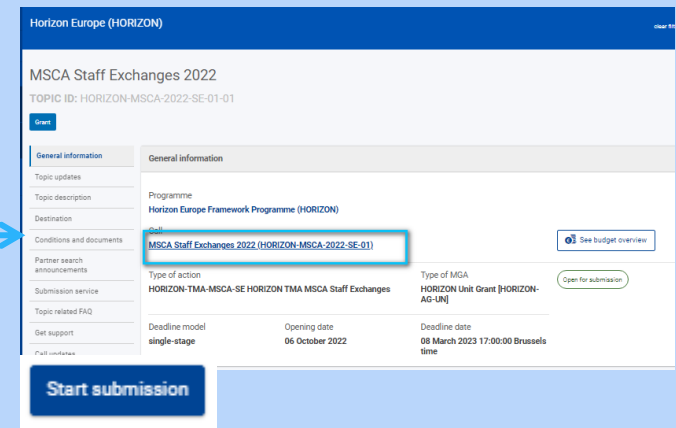 Horizon Europe (HORIZON)
MSCA Staff Exchanges 2022
TOPIC ID: HORIZON-MSCA-2022-SE-01-01
Grant
General information
Topic updates
Topic description
Destination
Conditions and documents
Partner search
announcements
Submission service
Topic related FAQ
Get support
Call updates
General information
Programme
Horizon Europe Framework Programme (HORIZON)
Call
MSCA Staff Exchanges 2022 (HORIZON-MSCA-2022-SE-01)
See budget overview
Type of action
HORIZON-TMA-MSCA-SE HORIZON TMA MSCA Staff Exchanges
Type of MGA
HORIZON Unit Grant [HORIZON-
AG-UN]
Open for submission
Deadline model
single-stage
Opening date
06 October 2022
Deadline date
08 March 2023 17:00:00 Brussels
time
Start submission